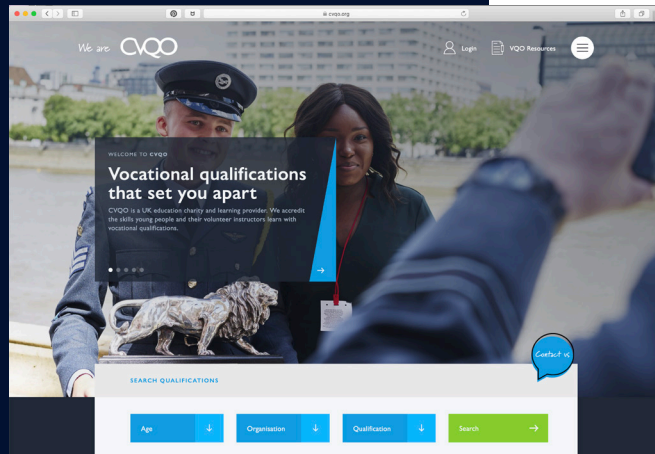 cvqo.org
We are CVQO
Login
VQO Resources
WELCOME TO CVQO
Vocational qualifications
that set you apart
CVQO is a UK education charity and learning provider. We accredit
the skills young people and their volunteer instructors learn with
vocational qualifications.
Contact us
SEARCH QUALIFICATIONS
Age
Organisation
Qualification
Search